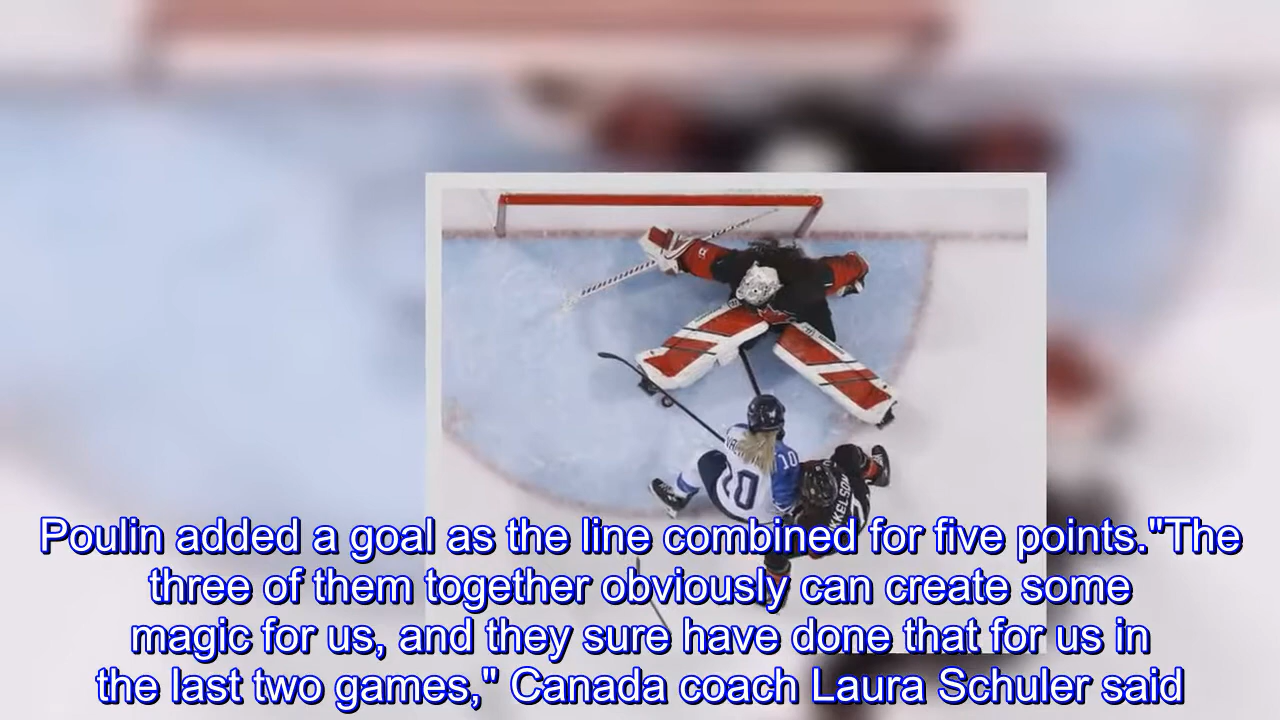 Poulin added a goal as the line combined for five points."The
three of them together obviously can create some
magic for us, and they sure have done that for us in
the last two games," Canada coach Laura Schuler said
10
10